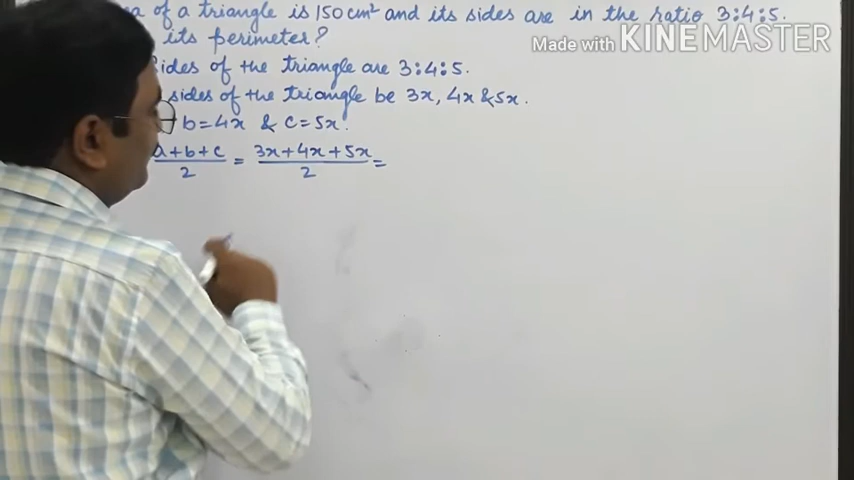 of a triangle is 150 cm² and its sides are in the ratio 3:4:5.
its perimeter?
Made with KINEMASTER
sides of the triangle are 3:4:5.
sides of the triangle be 3x, 4x & 5x.
b=4x & c=5x.
a+b+c/2 = 3x+4x+5x/2 =